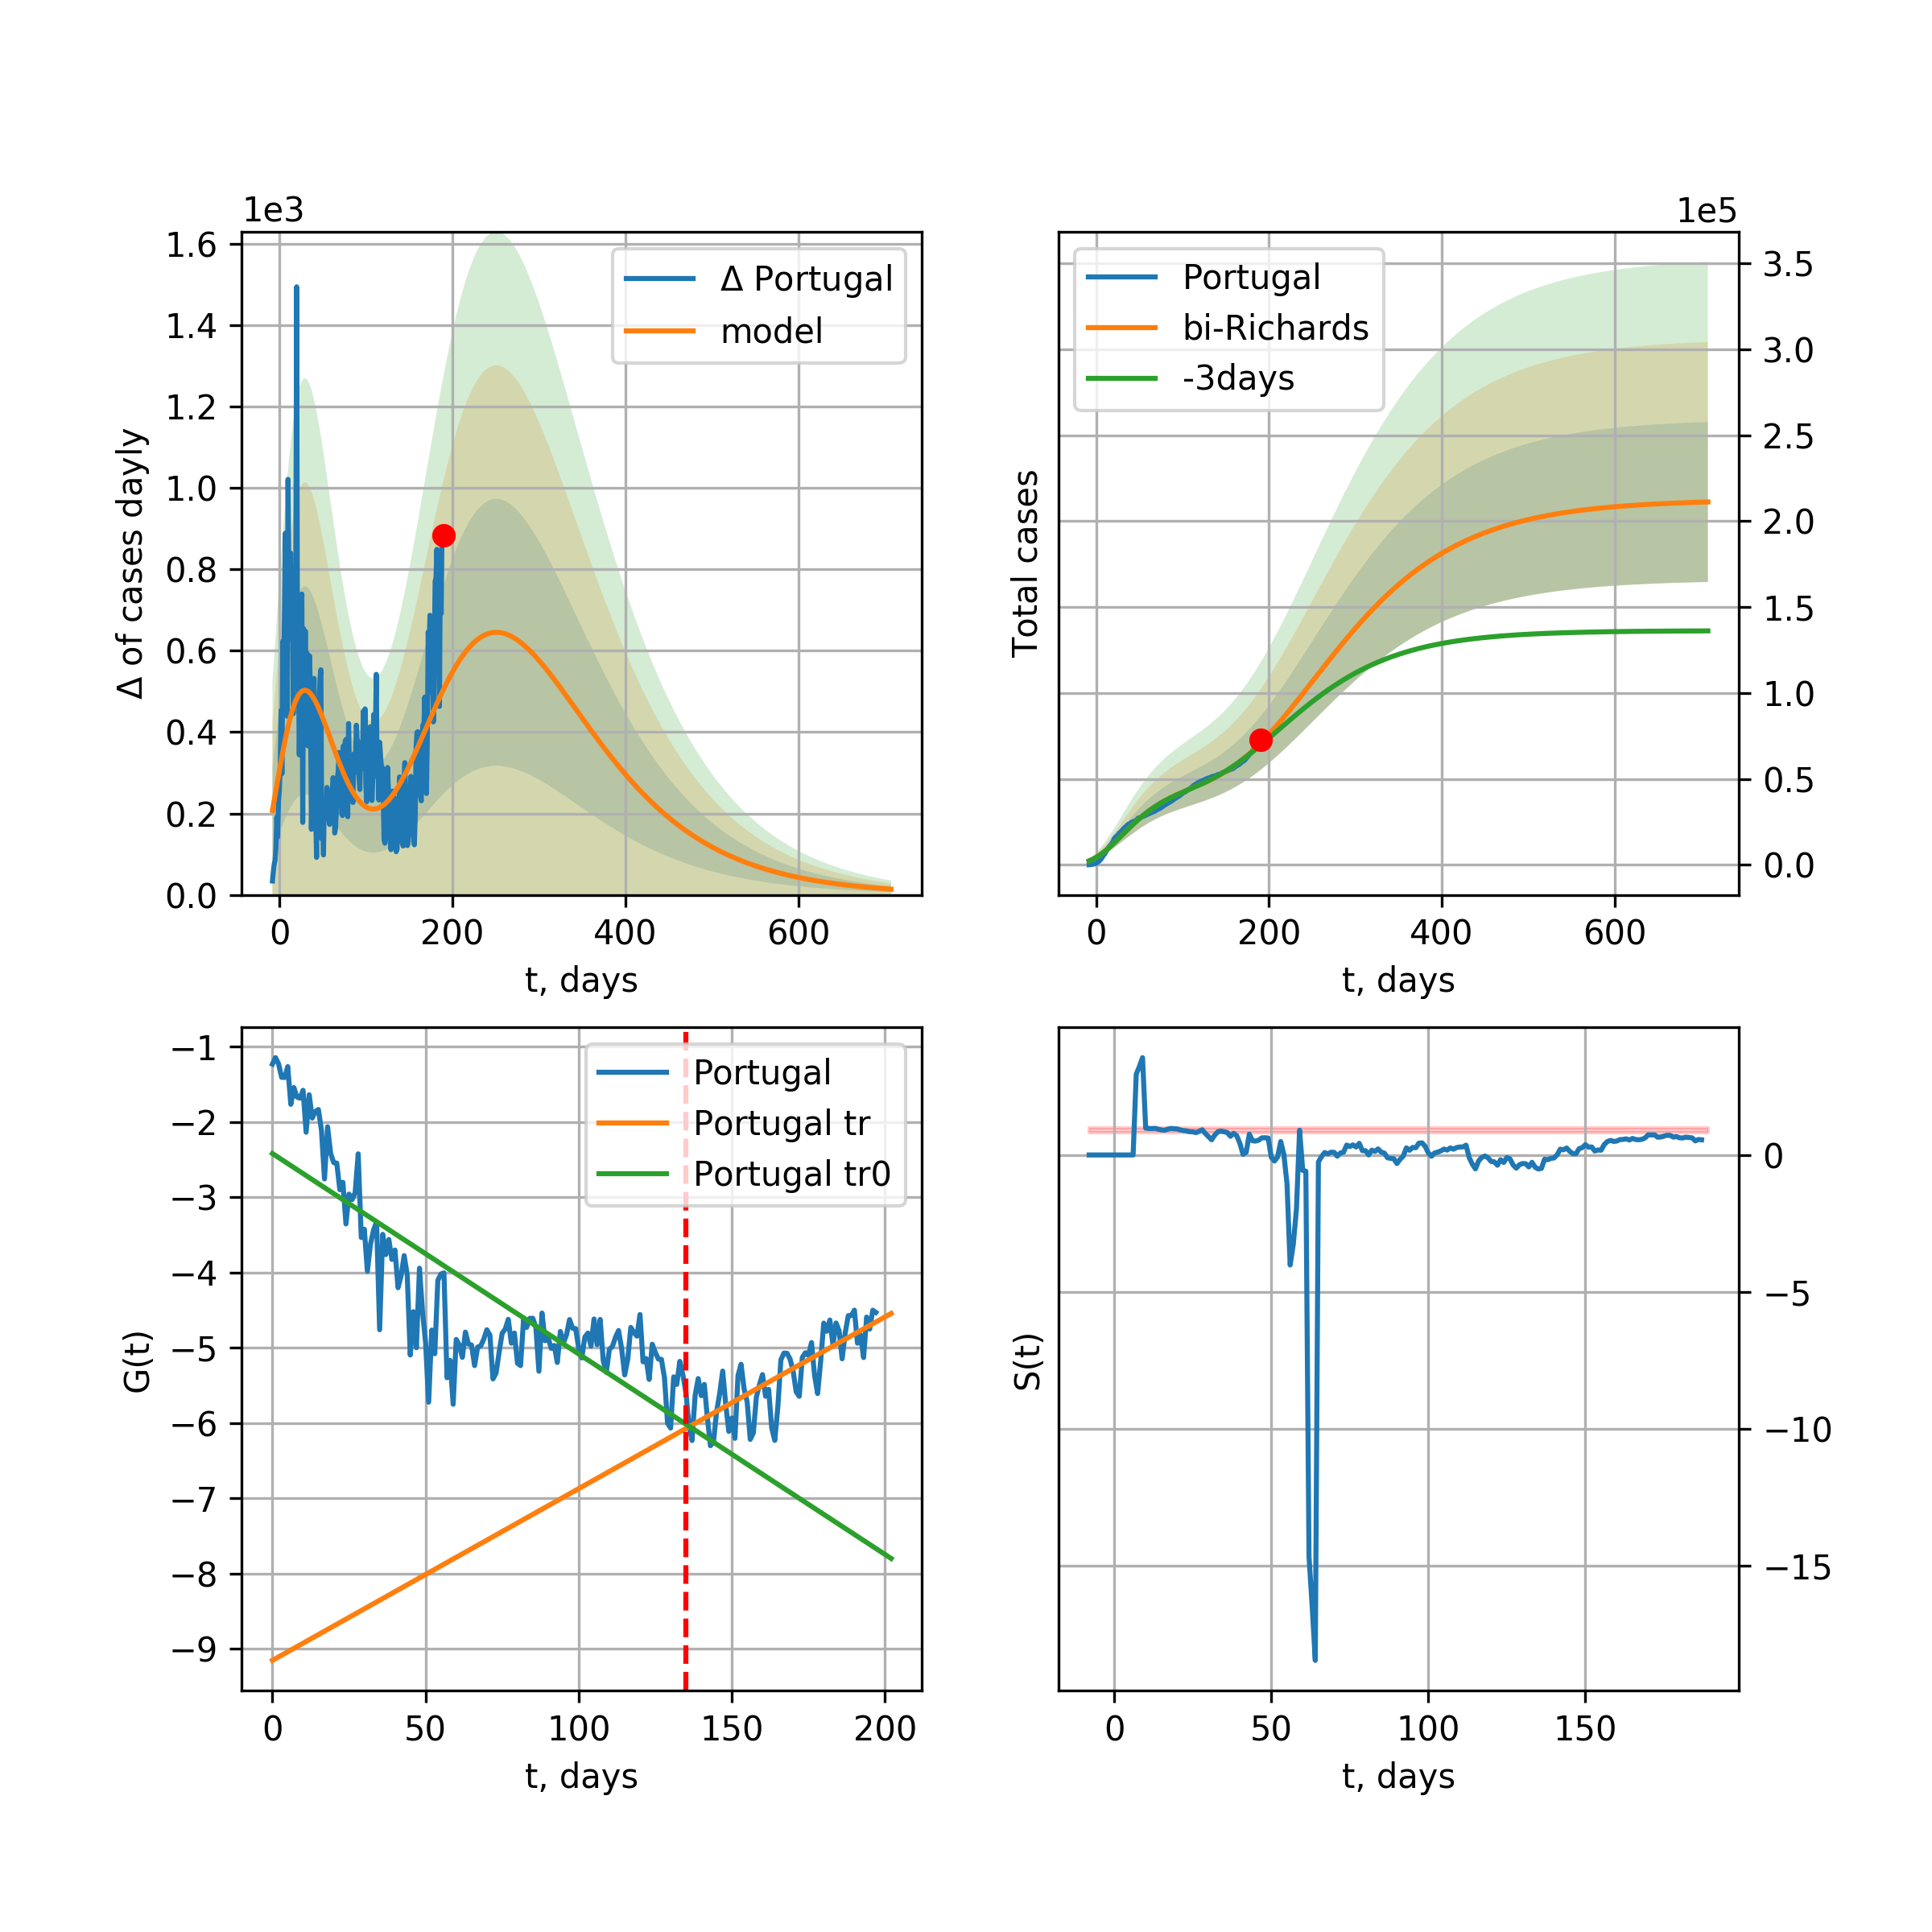 1e3
1.6
1.4
1.2
1.0
0.8
0.6
0.4
0.2
0.0
Δ of cases dayly
Δ Portugal
model
0 200 400 600
t, days
1e5
Portugal
bi-Richards
-3days
3.5
3.0
2.5
2.0
1.5
1.0
0.5
0.0
Total cases
0 200 400 600
t, days
−1
−2
−3
−4
−5
−6
−7
−8
−9
G(t)
Portugal
Portugal tr
Portugal tr0
0 50 100 150 200
t, days
0
−5
−10
−15
S(t)
0 50 100 150
t, days